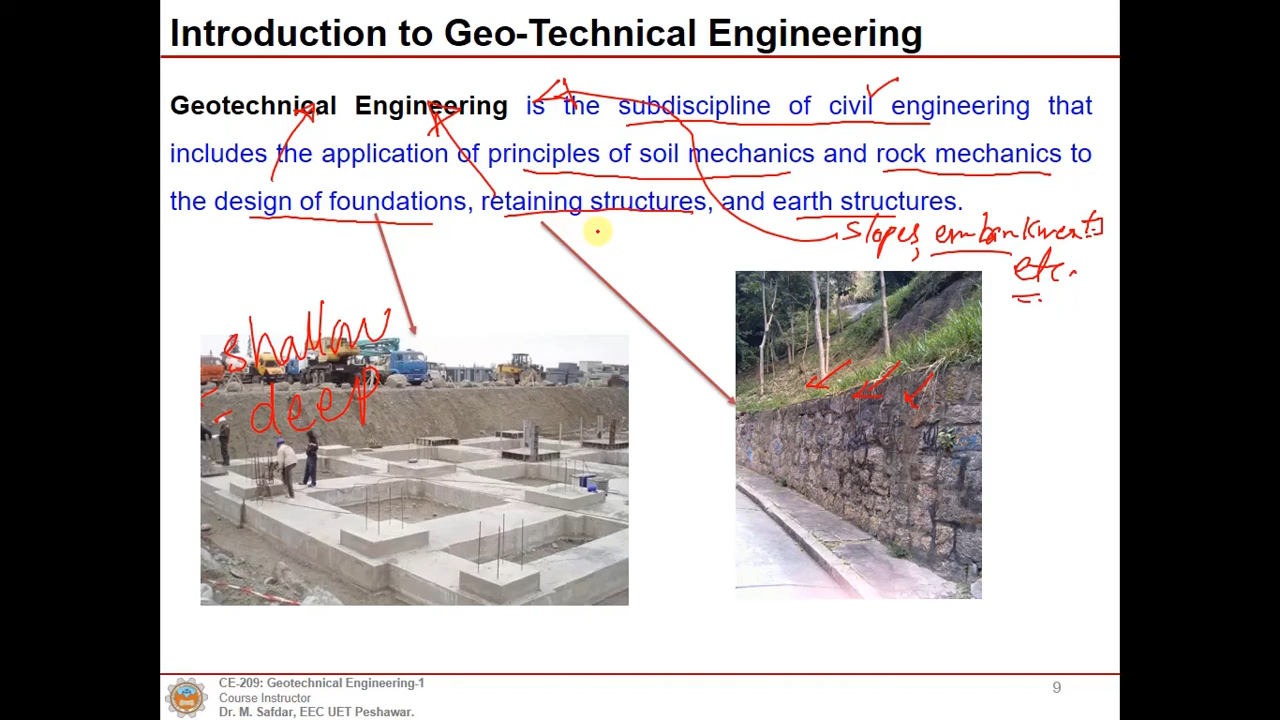 Introduction to Geo-Technical Engineering
Geotechnical Engineering is the subdiscipline of civil engineering that
includes the application of principles of soil mechanics and rock mechanics to
the design of foundations, retaining structures, and earth structures.
slopes, embankments
etc.
shallow
deep
CE-209: Geotechnical Engineering-1
Course Instructor
Dr. M. Safdar, EEC UET Peshawar.
9